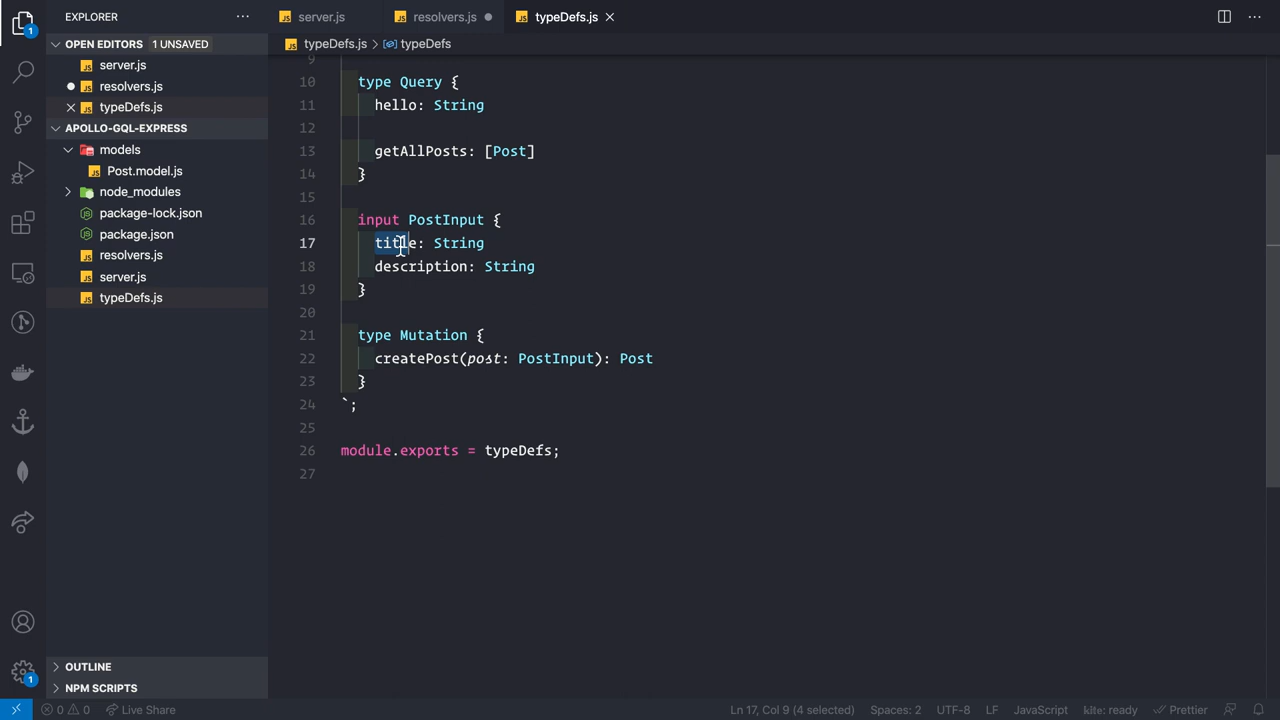 EXPLORER
server.js
resolvers.js
typeDefs.js
OPEN EDITORS 1 UNSAVED
typeDefs.js > typeDefs
server.js
resolvers.js
typeDefs.js
APOLLO-GQL-EXPRESS
models
Post.model.js
node_modules
package-lock.json
package.json
resolvers.js
server.js
typeDefs.js
OUTLINE
NPM SCRIPTS
9
10 type Query {
11 hello: String
12
13 getAllPosts: [Post]
14 }
15
16 input PostInput {
17 title: String
18 description: String
19 }
20
21 type Mutation {
22 createPost(post: PostInput): Post
23 }
24 `;
25
26 module.exports = typeDefs;
27
1
1
0 0 Live Share Ln 17, Col 9 (4 selected) Spaces: 2 UTF-8 LF JavaScript kite: ready Prettier